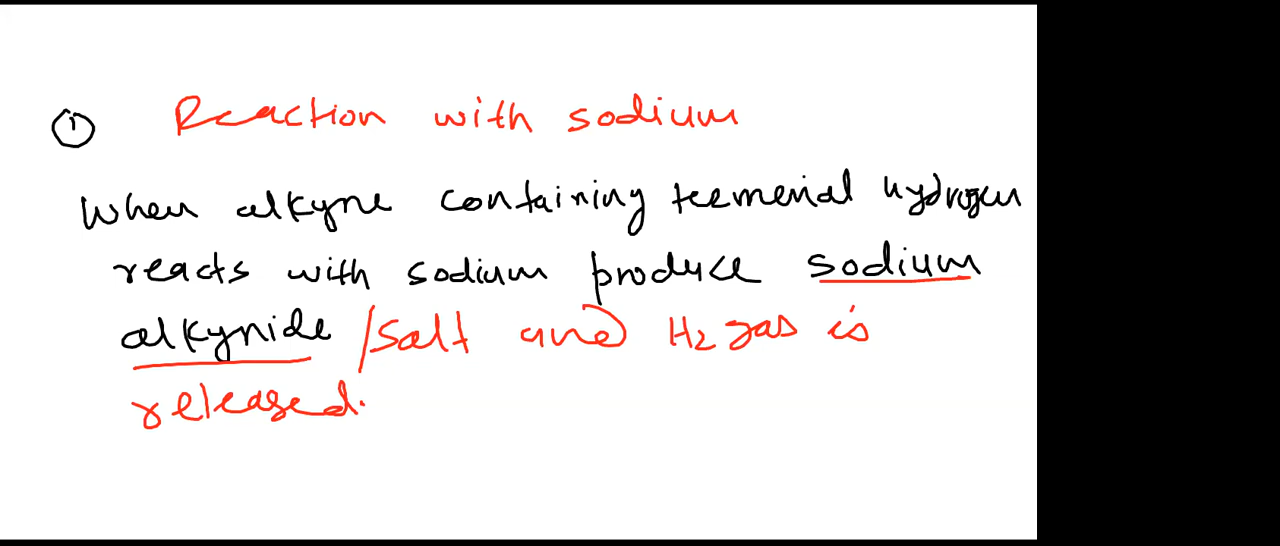 ① Reaction with sodium
When alkyne containing termenial hydrogen
reacts with sodium produce sodium
alkynide /salt and H₂ gas is
released.